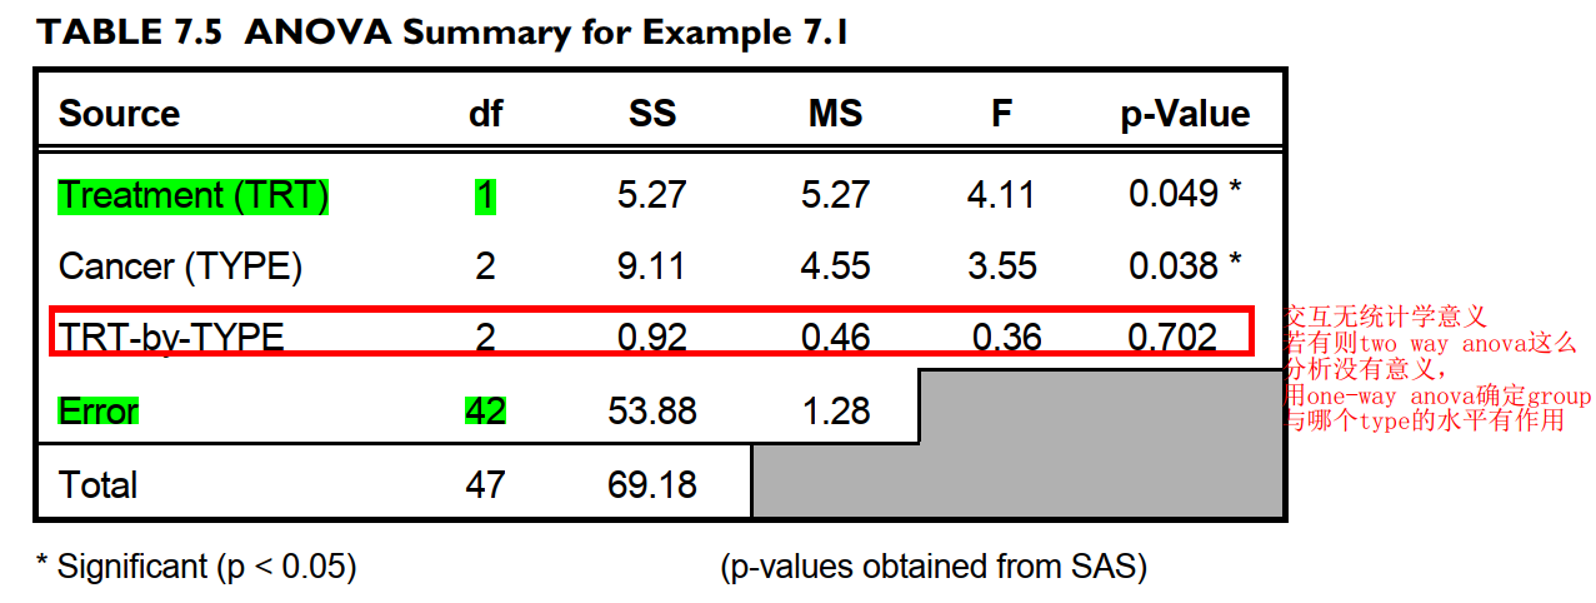 TABLE 7.5 ANOVA Summary for Example 7.1
Source df SS MS F p-Value
Treatment (TRT) 1 5.27 5.27 4.11 0.049 *
Cancer (TYPE) 2 9.11 4.55 3.55 0.038 *
TRT-by-TYPE 2 0.92 0.46 0.36 0.702
交互无统计学意义
若有则two way anova这么
分析没有意义，
用one-way anova确定group
与哪个type的水平有作用
Error 42 53.88 1.28
Total 47 69.18
* Significant (p < 0.05) (p-values obtained from SAS)